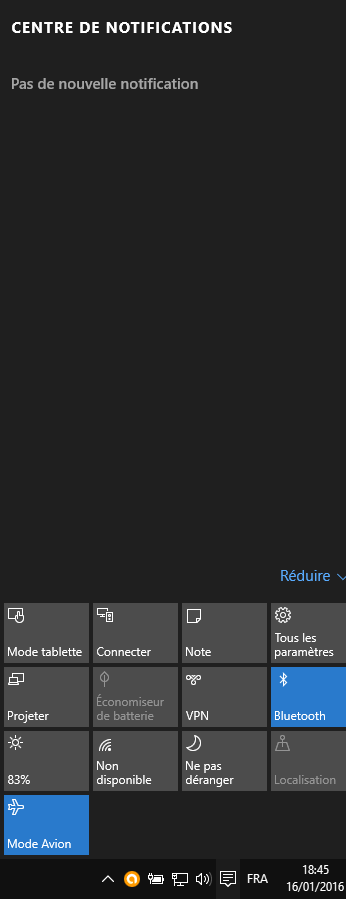 CENTRE DE NOTIFICATIONS
Pas de nouvelle notification
Réduire
Mode tablette
Connecter
Note
Tous les
paramètres
Projeter
Économiseur
de batterie
VPN
Bluetooth
83%
Non
disponible
Ne pas
déranger
Localisation
Mode Avion
FRA
18:45
16/01/2016